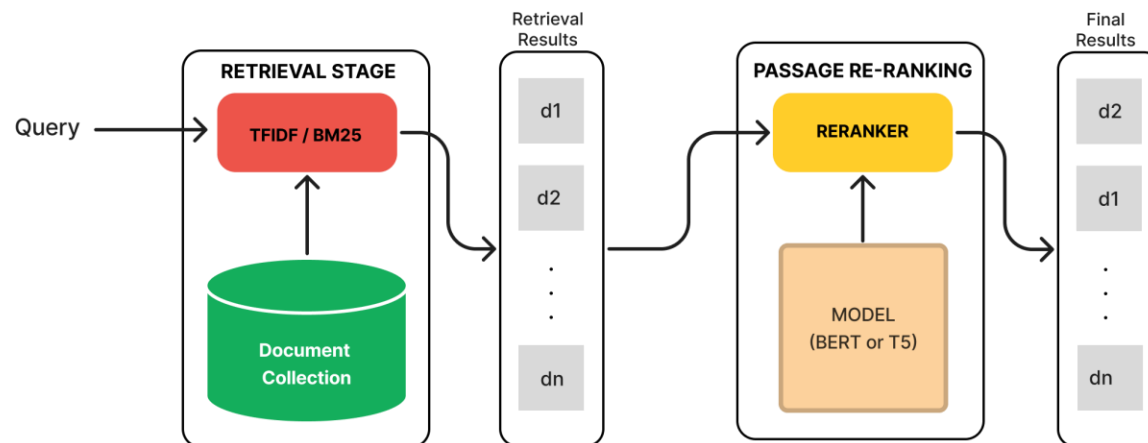 Query
RETRIEVAL STAGE
TFIDF / BM25
Document
Collection
Retrieval
Results
d1
d2
.
.
.
dn
PASSAGE RE-RANKING
RERANKER
MODEL
(BERT or T5)
Final
Results
d2
d1
.
.
.
dn